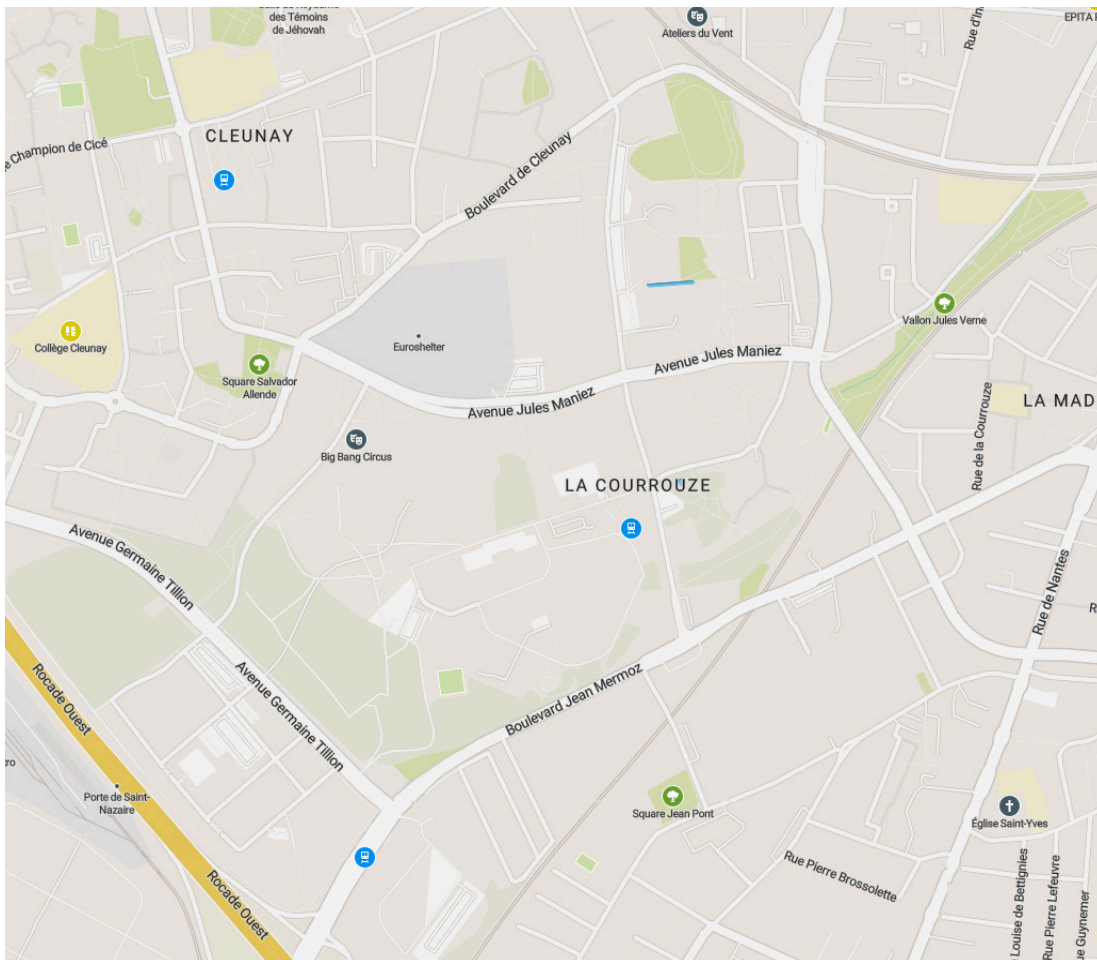 des Témoins
de Jéhovah
Ateliers du Vent
EPITA
CLEUNAY
Champion de Cicé
Boulevard de Cleunay
Vallon Jules Verne
Collège Cleunay
Euroshelter
Square Salvador
Allende
Avenue Jules Maniez
Avenue Jules Maniez
LA MAD
Rue de la Courrouze
Big Bang Circus
LA COURROUZE
Avenue Germaine Tillion
Rue de Nantes
Rocade Ouest
Avenue Germaine Tillion
Boulevard Jean Mermoz
Porte de Saint-
Nazaire
Square Jean Pont
Église Saint-Yves
Rue Pierre Brossolette
Rocade Ouest
Louise de Bettignies
Rue Pierre Lefeuvre
Guynemer